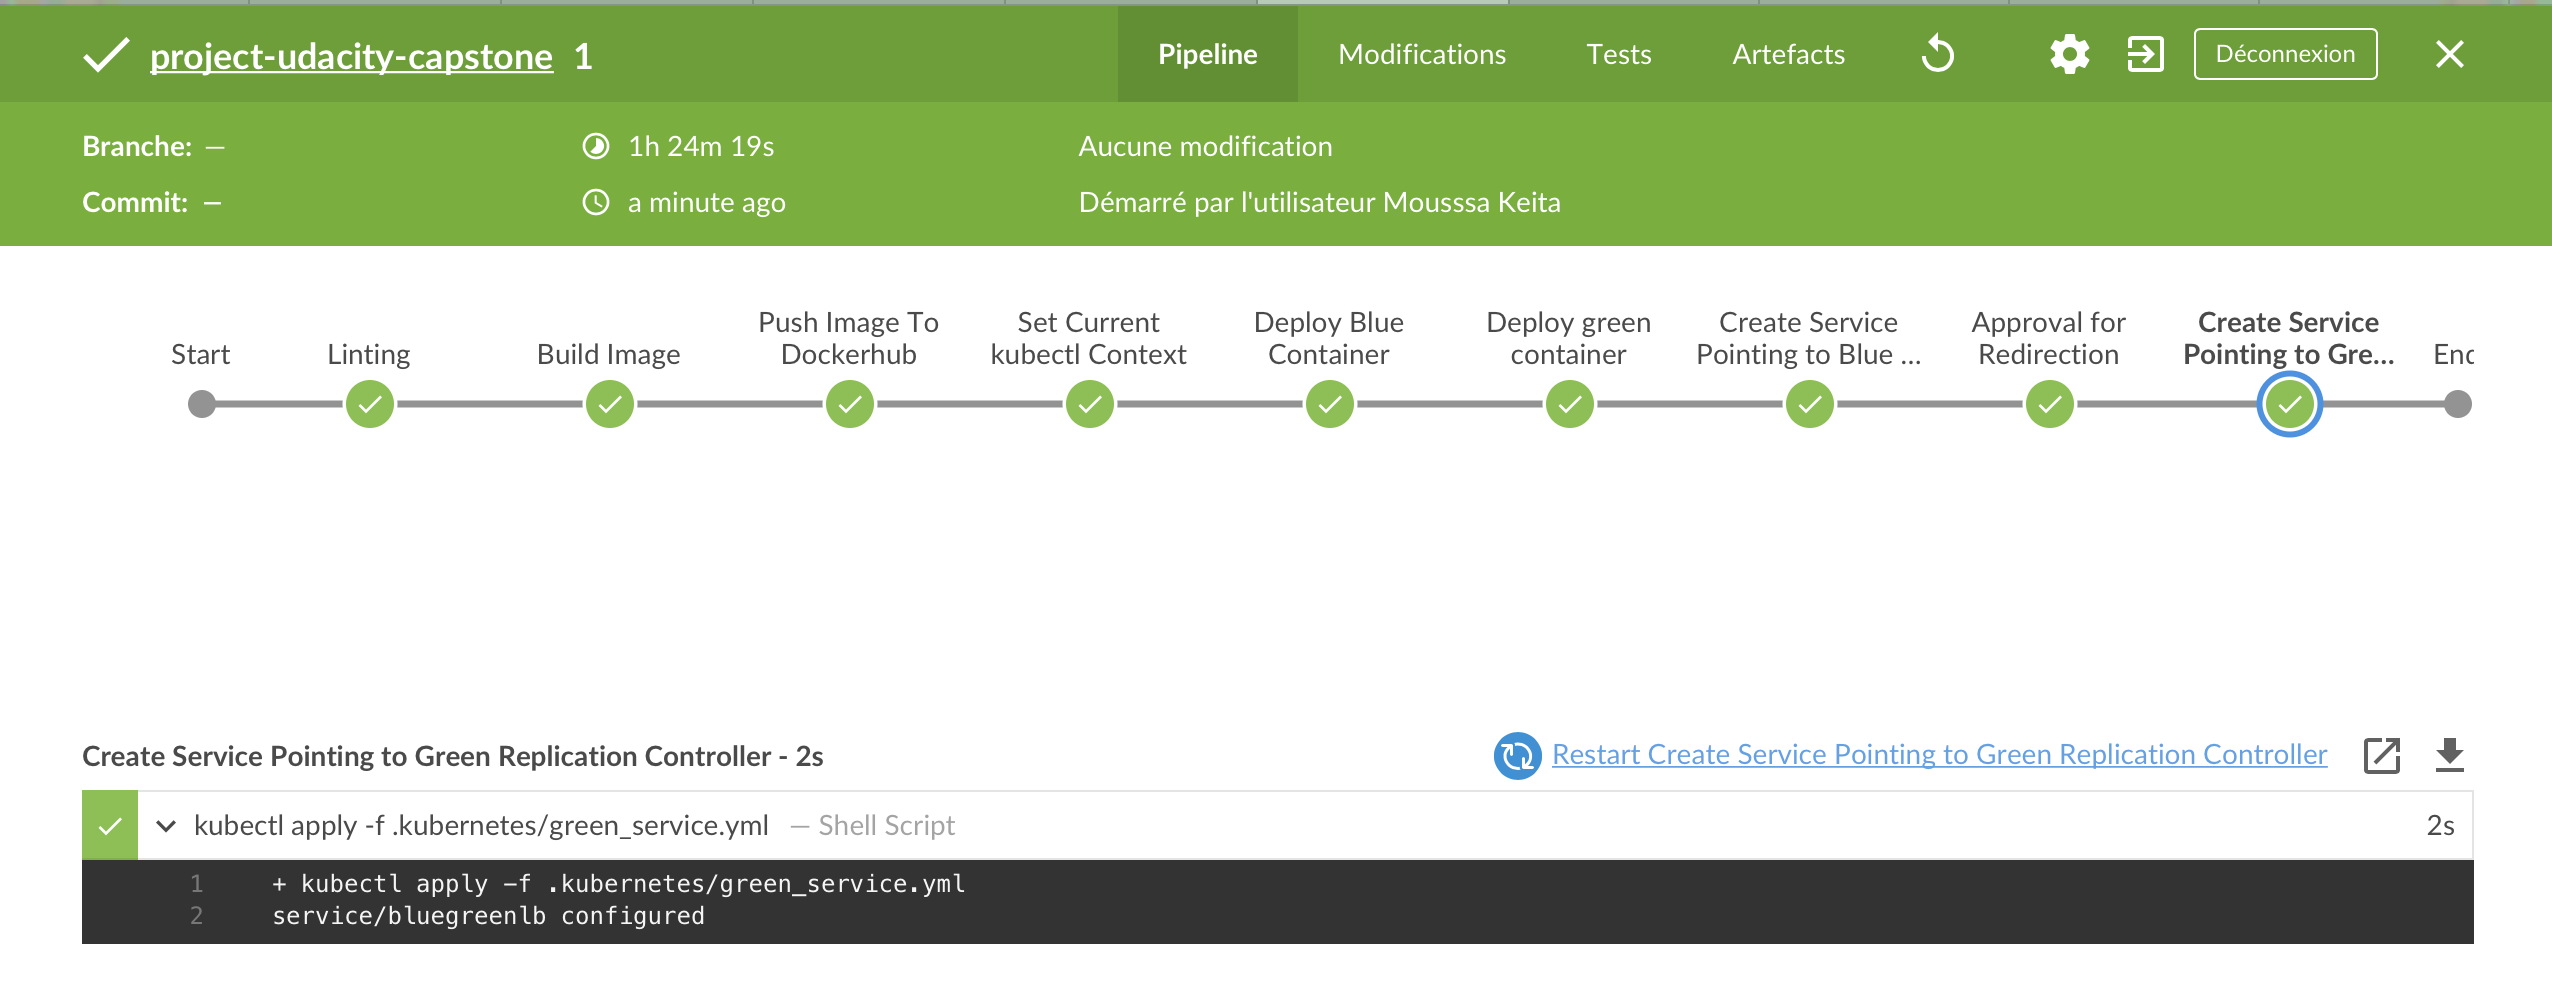 project-udacity-capstone 1
Pipeline Modifications Tests Artefacts Déconnexion
Branche: —
1h 24m 19s
Aucune modification
Commit: —
a minute ago
Démarré par l'utilisateur Mousssa Keita
Start
Linting
Build Image
Push Image To
Dockerhub
Set Current
kubectl Context
Deploy Blue
Container
Deploy green
container
Create Service
Pointing to Blue ...
Approval for
Redirection
Create Service
Pointing to Gre...
End
Create Service Pointing to Green Replication Controller - 2s
Restart Create Service Pointing to Green Replication Controller
kubectl apply -f .kubernetes/green_service.yml — Shell Script 2s
1 + kubectl apply -f .kubernetes/green_service.yml
2 service/bluegreenlb configured